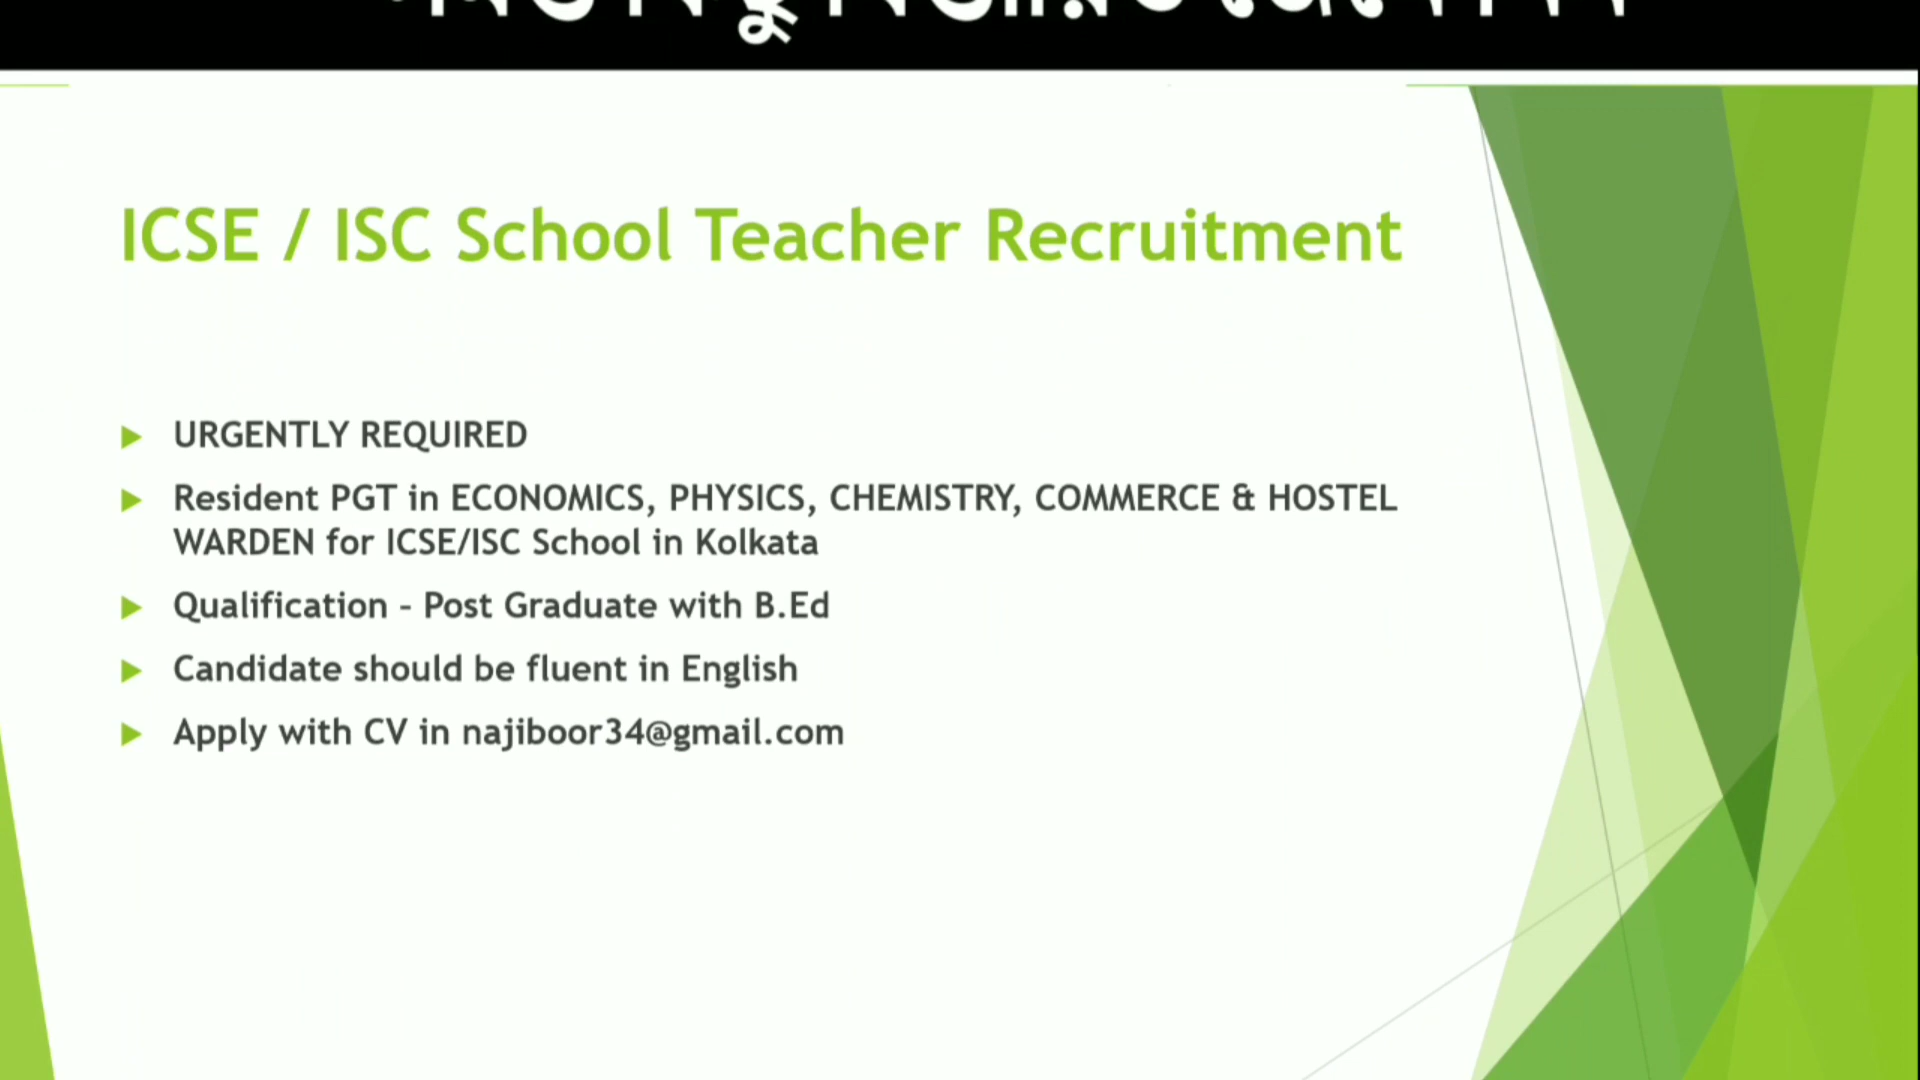 ICSE / ISC School Teacher Recruitment
URGENTLY REQUIRED
Resident PGT in ECONOMICS, PHYSICS, CHEMISTRY, COMMERCE & HOSTEL
WARDEN for ICSE/ISC School in Kolkata
Qualification – Post Graduate with B.Ed
Candidate should be fluent in English
Apply with CV in najiboor34@gmail.com